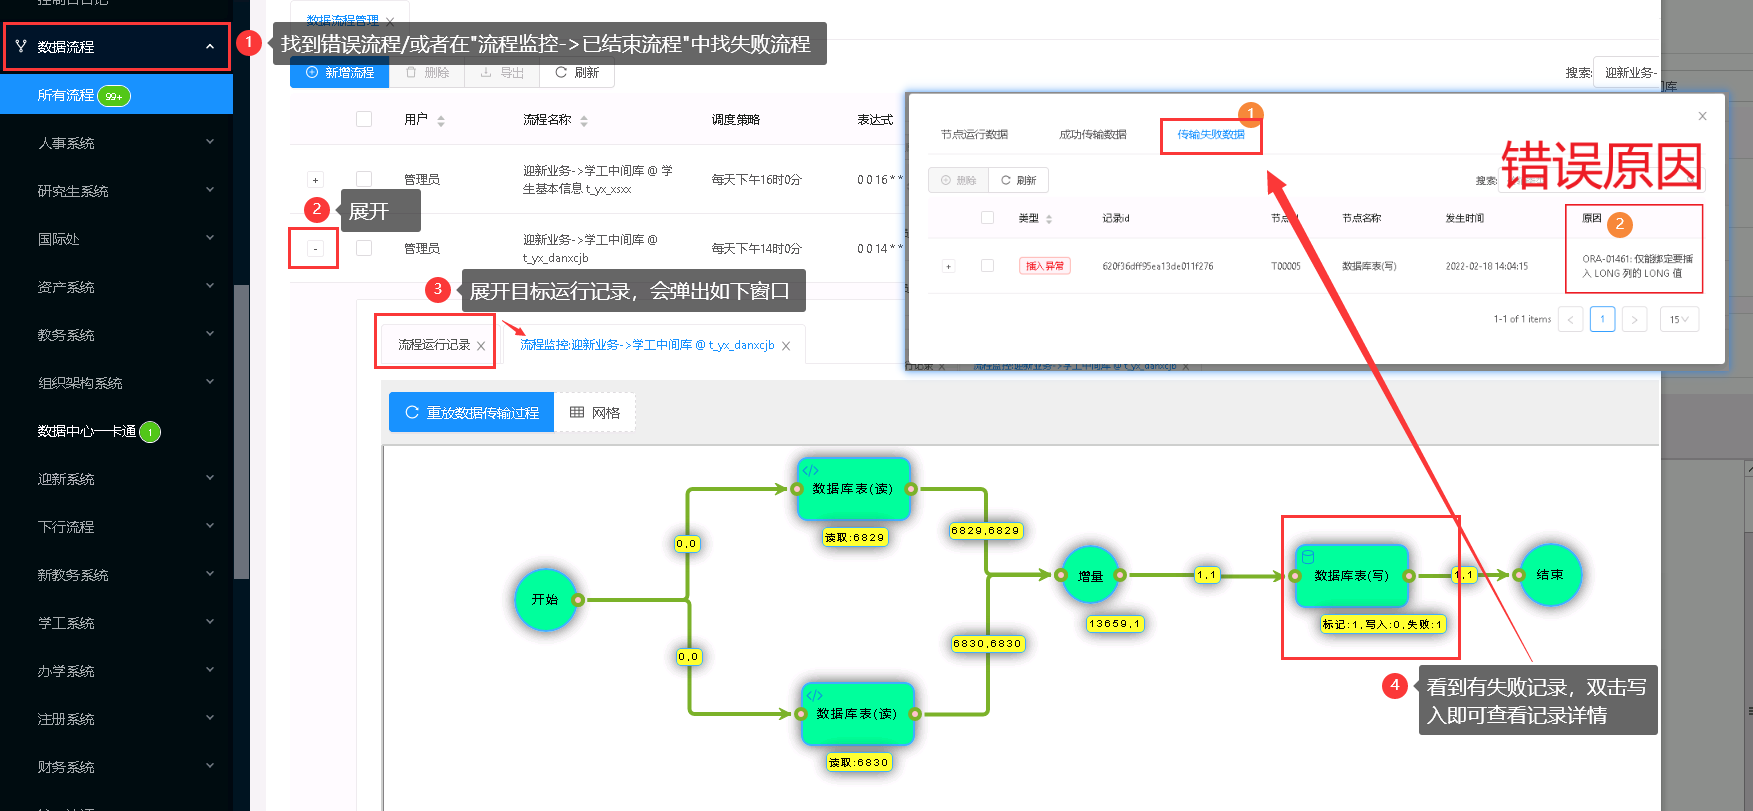 数据流程
所有流程 99+
人事系统
研究生系统
国际处
资产系统
教务系统
组织架构系统
数据中心一卡通 1
迎新系统
下行流程
新教务系统
学工系统
办学系统
注册系统
财务系统
数据流程管理
1
找到错误流程/或者在"流程监控->已结束流程"中找失败流程
新增流程
删除
导出
刷新
搜索:
迎新业务-
用户
流程名称
调度策略
表达式
+
管理员
迎新业务->学工中间库 @ 学
生基本信息 t_yx_xsxx
每天下午16时0分
0 0 16 * *
2
展开
-
管理员
迎新业务->学工中间库 @
t_yx_danxcjb
每天下午14时0分
0 0 14 * *
3
展开目标运行记录，会弹出如下窗口
流程运行记录
流程监控:迎新业务->学工中间库 @ t_yx_danxcjb
重放数据传输过程
网格
节点运行数据
成功传输数据
传输失败数据
1
错误原因
删除
刷新
搜索:
类型
记录id
节点id
节点名称
发生时间
原因
2
+
插入异常
620f36dff95ea13de011f276
T00005
数据库表(写)
2022-02-18 14:04:15
ORA-01461: 仅能绑定要插
入 LONG 列的 LONG 值
1-1 of 1 items
<
1
>
15
流程监控:迎新业务->学工中间库 @ t_yx_danxcjb
数据库表(读)
读取:6829
6829,6829
0,0
开始
增量
13659,1
1,1
数据库表(写)
标记:1,写入:0,失败:1
1,1
结束
0,0
6830,6830
数据库表(读)
读取:6830
4
看到有失败记录，双击写
入即可查看记录详情